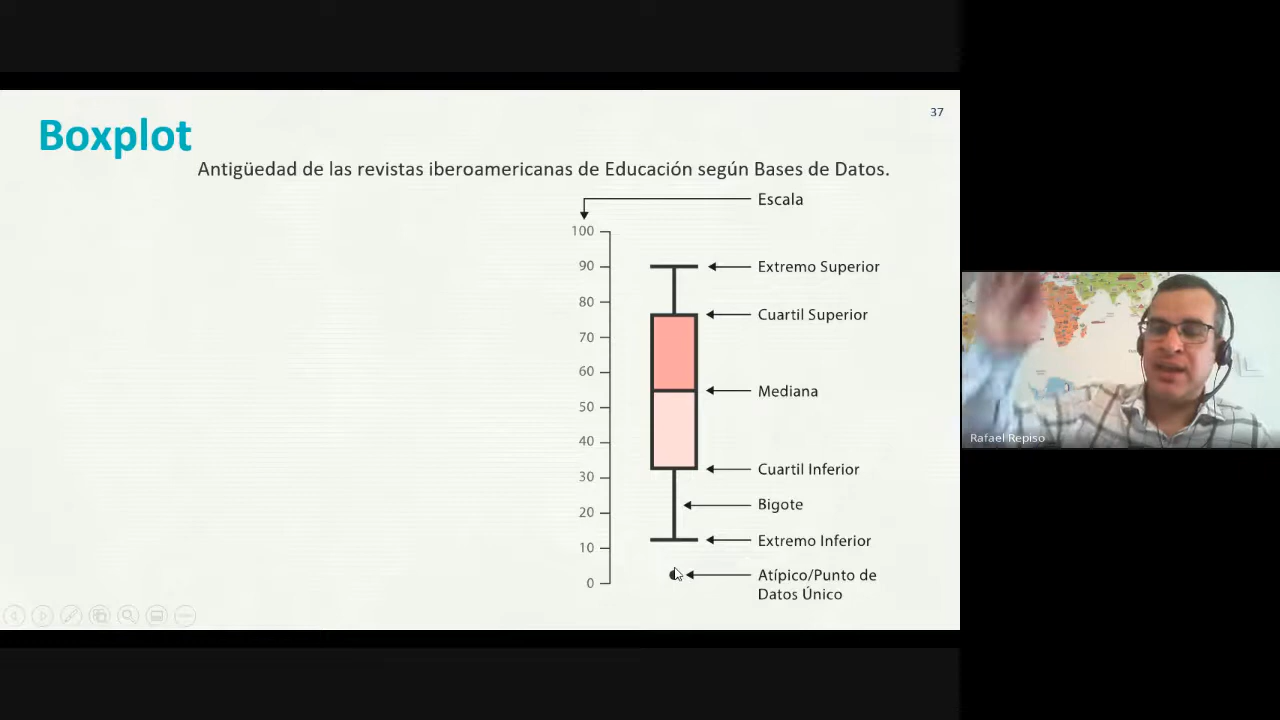 37
Boxplot
Antigüedad de las revistas iberoamericanas de Educación según Bases de Datos.
Escala
100
90
80
70
60
50
40
30
20
10
0
Extremo Superior
Cuartil Superior
Mediana
Cuartil Inferior
Bigote
Extremo Inferior
Atípico/Punto de
Datos Único
Rafael Repiso